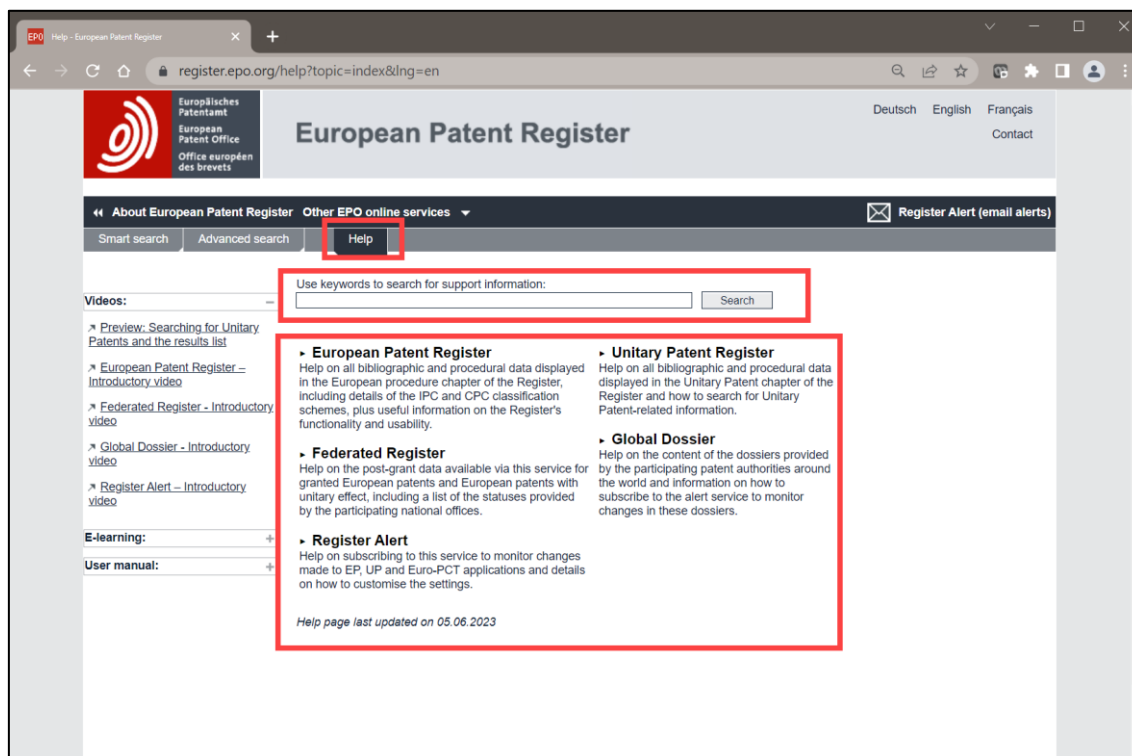 EPO Help - European Patent Register
register.epo.org/help?topic=index&lng=en
Europäisches
Patentamt
European
Patent Office
Office européen
des brevets
European Patent Register
Deutsch English Français
Contact
About European Patent Register Other EPO online services
Register Alert (email alerts)
Smart search Advanced search Help
Videos:
Preview: Searching for Unitary
Patents and the results list
European Patent Register –
Introductory video
Federated Register - Introductory
video
Global Dossier - Introductory
video
Register Alert – Introductory
video
E-learning:
User manual:
Use keywords to search for support information:
Search
European Patent Register
Help on all bibliographic and procedural data displayed
in the European procedure chapter of the Register,
including details of the IPC and CPC classification
schemes, plus useful information on the Register's
functionality and usability.
Federated Register
Help on the post-grant data available via this service for
granted European patents and European patents with
unitary effect, including a list of the statuses provided
by the participating national offices.
Register Alert
Help on subscribing to this service to monitor changes
made to EP, UP and Euro-PCT applications and details
on how to customise the settings.
Unitary Patent Register
Help on all bibliographic and procedural data
displayed in the Unitary Patent chapter of the
Register and how to search for Unitary
Patent-related information.
Global Dossier
Help on the content of the dossiers provided
by the participating patent authorities around
the world and information on how to
subscribe to the alert service to monitor
changes in these dossiers.
Help page last updated on 05.06.2023